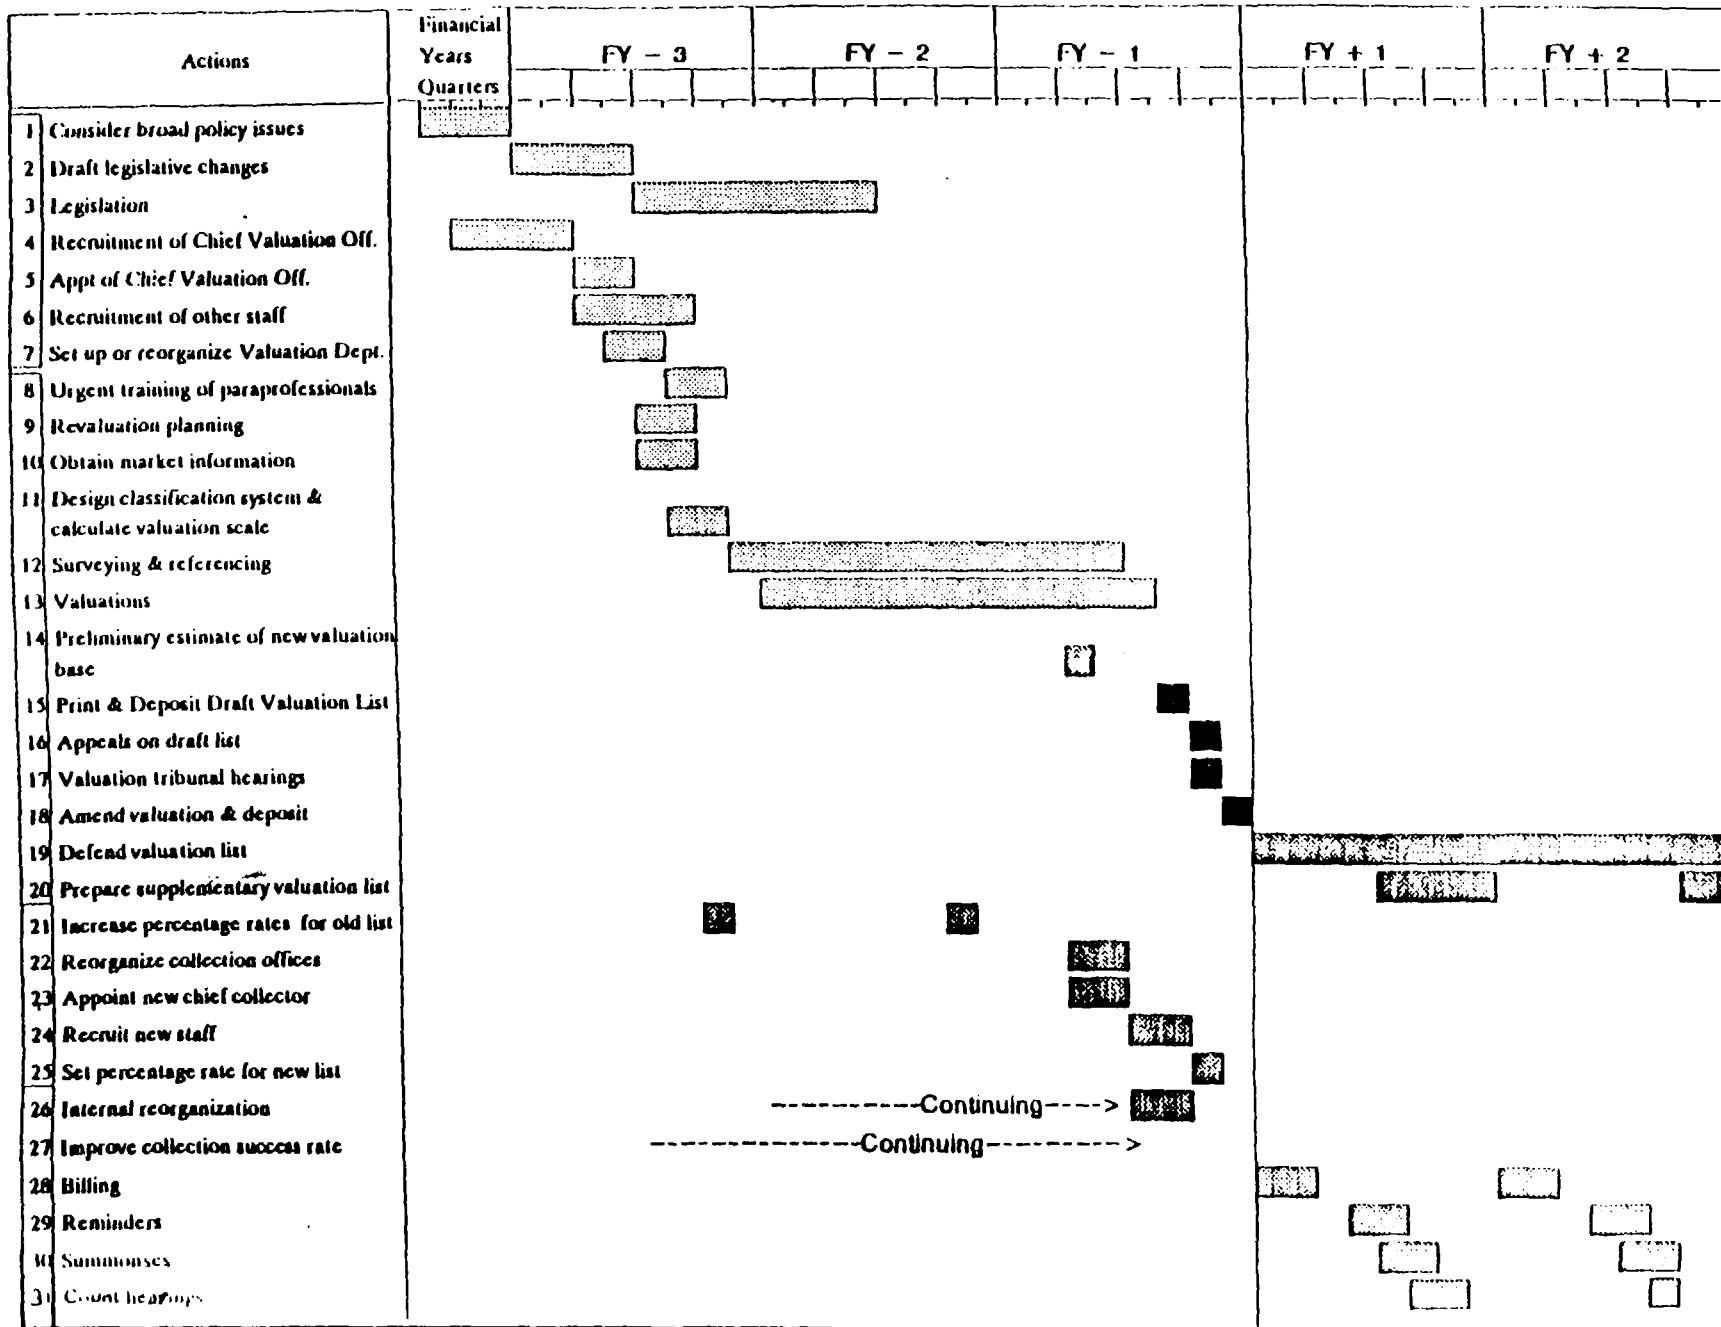 Actions
Financial
Years
Quarters
FY - 3
FY - 2
FY - 1
FY + 1
FY + 2
1 Consider broad policy issues
2 Draft legislative changes
3 Legislation
4 Recruitment of Chief Valuation Off.
5 Appt of Chief Valuation Off.
6 Recruitment of other staff
7 Set up or reorganize Valuation Dept.
8 Urgent training of paraprofessionals
9 Revaluation planning
10 Obtain market information
11 Design classification system &
calculate valuation scale
12 Surveying & referencing
13 Valuations
14 Preliminary estimate of new valuation
base
15 Print & Deposit Draft Valuation List
16 Appeals on draft list
17 Valuation tribunal hearings
18 Amend valuation & deposit
19 Defend valuation list
20 Prepare supplementary valuation list
21 Increase percentage rates for old list
22 Reorganize collection offices
23 Appoint new chief collector
24 Recruit new staff
25 Set percentage rate for new list
26 Internal reorganization
Continuing
27 Improve collection success rate
Continuing
28 Billing
29 Reminders
30 Summonses
31 Court hearings